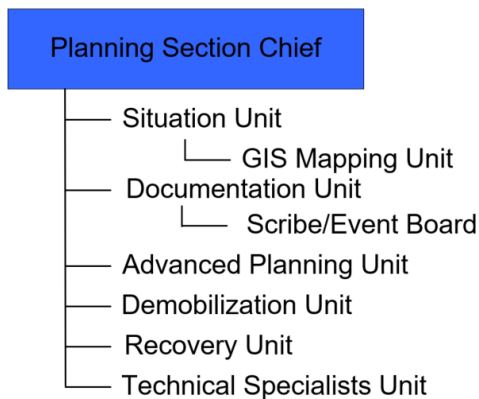 Planning Section Chief
Situation Unit
GIS Mapping Unit
Documentation Unit
Scribe/Event Board
Advanced Planning Unit
Demobilization Unit
Recovery Unit
Technical Specialists Unit